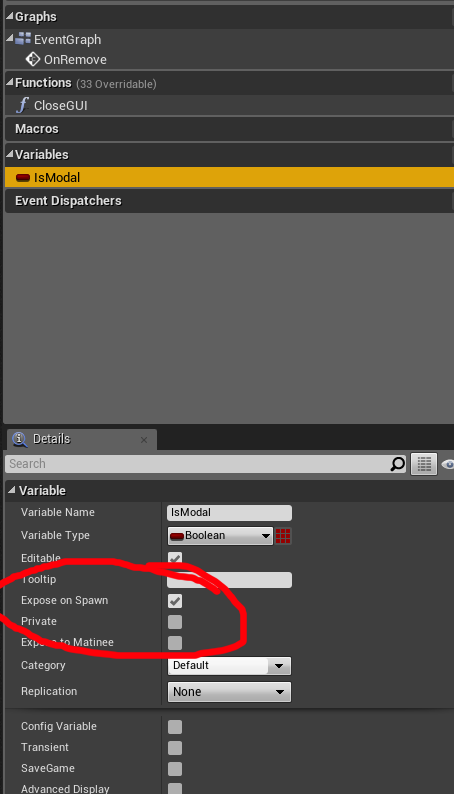 Graphs
EventGraph
OnRemove
Functions (33 Overridable)
CloseGUI
Macros
Variables
IsModal
Event Dispatchers
Details
Search
Variable
Variable Name IsModal
Variable Type Boolean
Editable
Tooltip
Expose on Spawn
Private
Expose to Matinee
Category Default
Replication None
Config Variable
Transient
SaveGame
Advanced Display